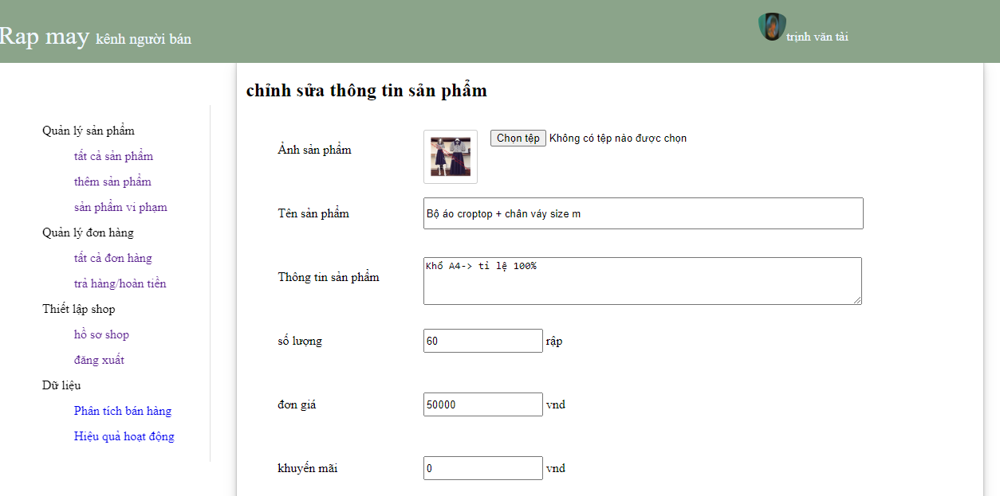 Rap may kênh người bán
trịnh văn tài
Quản lý sản phẩm
tất cả sản phẩm
thêm sản phẩm
sản phẩm vi phạm
Quản lý đơn hàng
tất cả đơn hàng
trả hàng/hoàn tiền
Thiết lập shop
hồ sơ shop
đăng xuất
Dữ liệu
Phân tích bán hàng
Hiệu quả hoạt động
chỉnh sửa thông tin sản phẩm
Ảnh sản phẩm Chọn tệp Không có tệp nào được chọn
Tên sản phẩm Bộ áo croptop + chân váy size m
Thông tin sản phẩm Khổ A4-> tỉ lệ 100%
số lượng 60 rập
đơn giá 50000 vnd
khuyến mãi 0 vnd